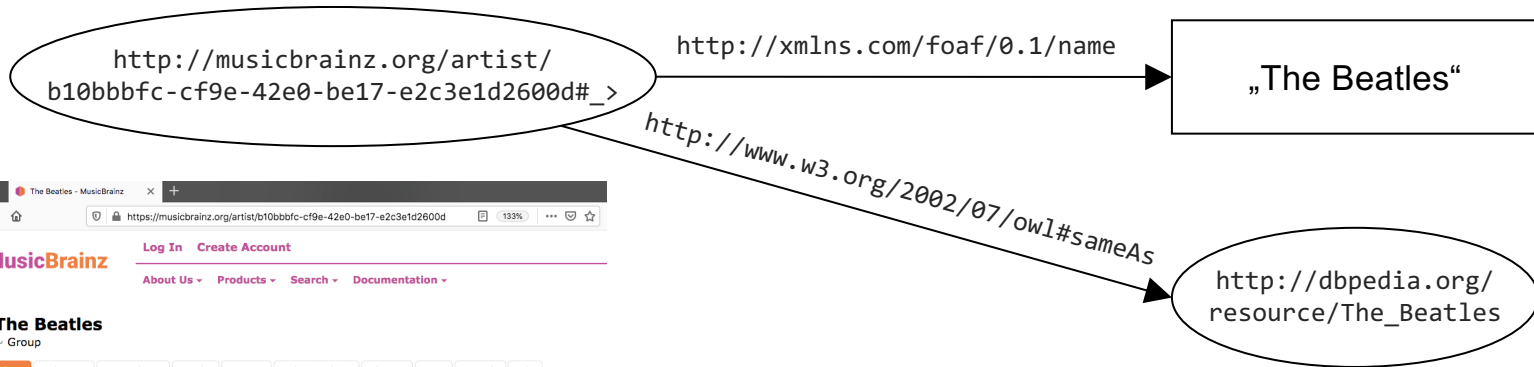 http://musicbrainz.org/artist/
b10bbbfc-cf9e-42e0-be17-e2c3e1d2600d#_>
http://xmlns.com/foaf/0.1/name
„The Beatles“
http://www.w3.org/2002/07/owl#sameAs
http://dbpedia.org/
resource/The_Beatles
The Beatles - MusicBrainz
https://musicbrainz.org/artist/b10bbbfc-cf9e-42e0-be17-e2c3e1d2600d 133%
Log In Create Account
MusicBrainz
About Us Products Search Documentation
The Beatles
~ Group